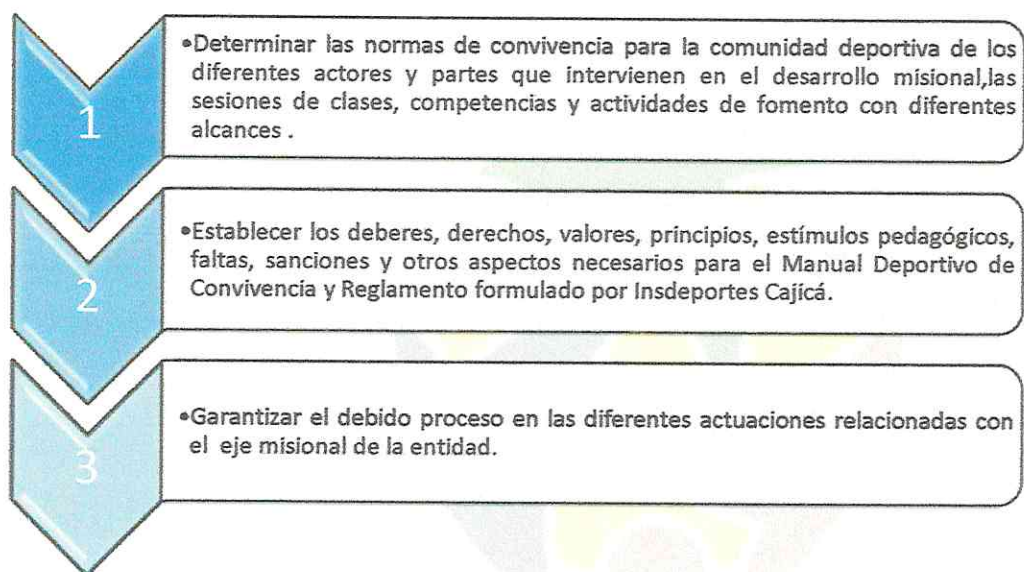 1
•Determinar las normas de convivencia para la comunidad deportiva de los
diferentes actores y partes que intervienen en el desarrollo misional,las
sesiones de clases, competencias y actividades de fomento con diferentes
alcances .
2
•Establecer los deberes, derechos, valores, principios, estímulos pedagógicos,
faltas, sanciones y otros aspectos necesarios para el Manual Deportivo de
Convivencia y Reglamento formulado por Insdeportes Cajicá.
3
•Garantizar el debido proceso en las diferentes actuaciones relacionadas con
el eje misional de la entidad.